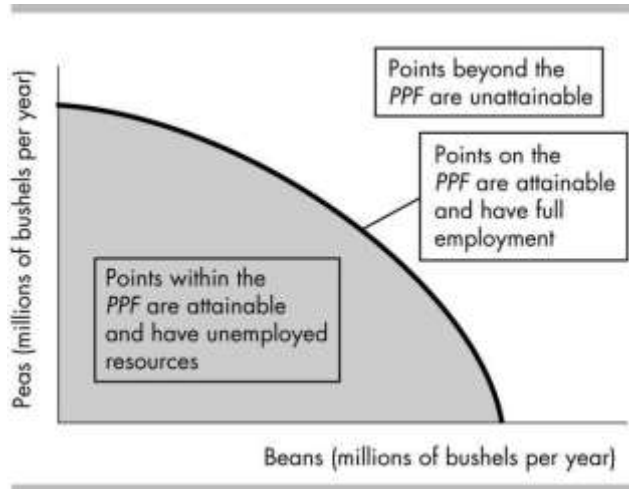 Peas (millions of bushels per year)
Points beyond the
PPF are unattainable
Points on the
PPF are attainable
and have full
employment
Points within the
PPF are attainable
and have unemployed
resources
Beans (millions of bushels per year)